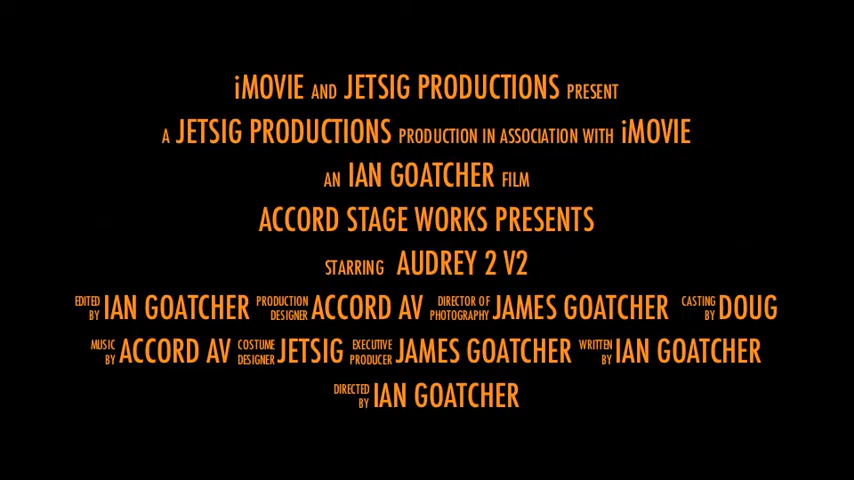 iMOVIE AND JETSIG PRODUCTIONS PRESENT
A JETSIG PRODUCTIONS PRODUCTION IN ASSOCIATION WITH iMOVIE
AN IAN GOATCHER FILM
ACCORD STAGE WORKS PRESENTS
STARRING AUDREY 2 V2
EDITED BY IAN GOATCHER PRODUCTION DESIGNER ACCORD AV DIRECTOR OF PHOTOGRAPHY JAMES GOATCHER CASTING BY DOUG
MUSIC BY ACCORD AV COSTUME DESIGNER JETSIG EXECUTIVE PRODUCER JAMES GOATCHER WRITTEN BY IAN GOATCHER
DIRECTED BY IAN GOATCHER